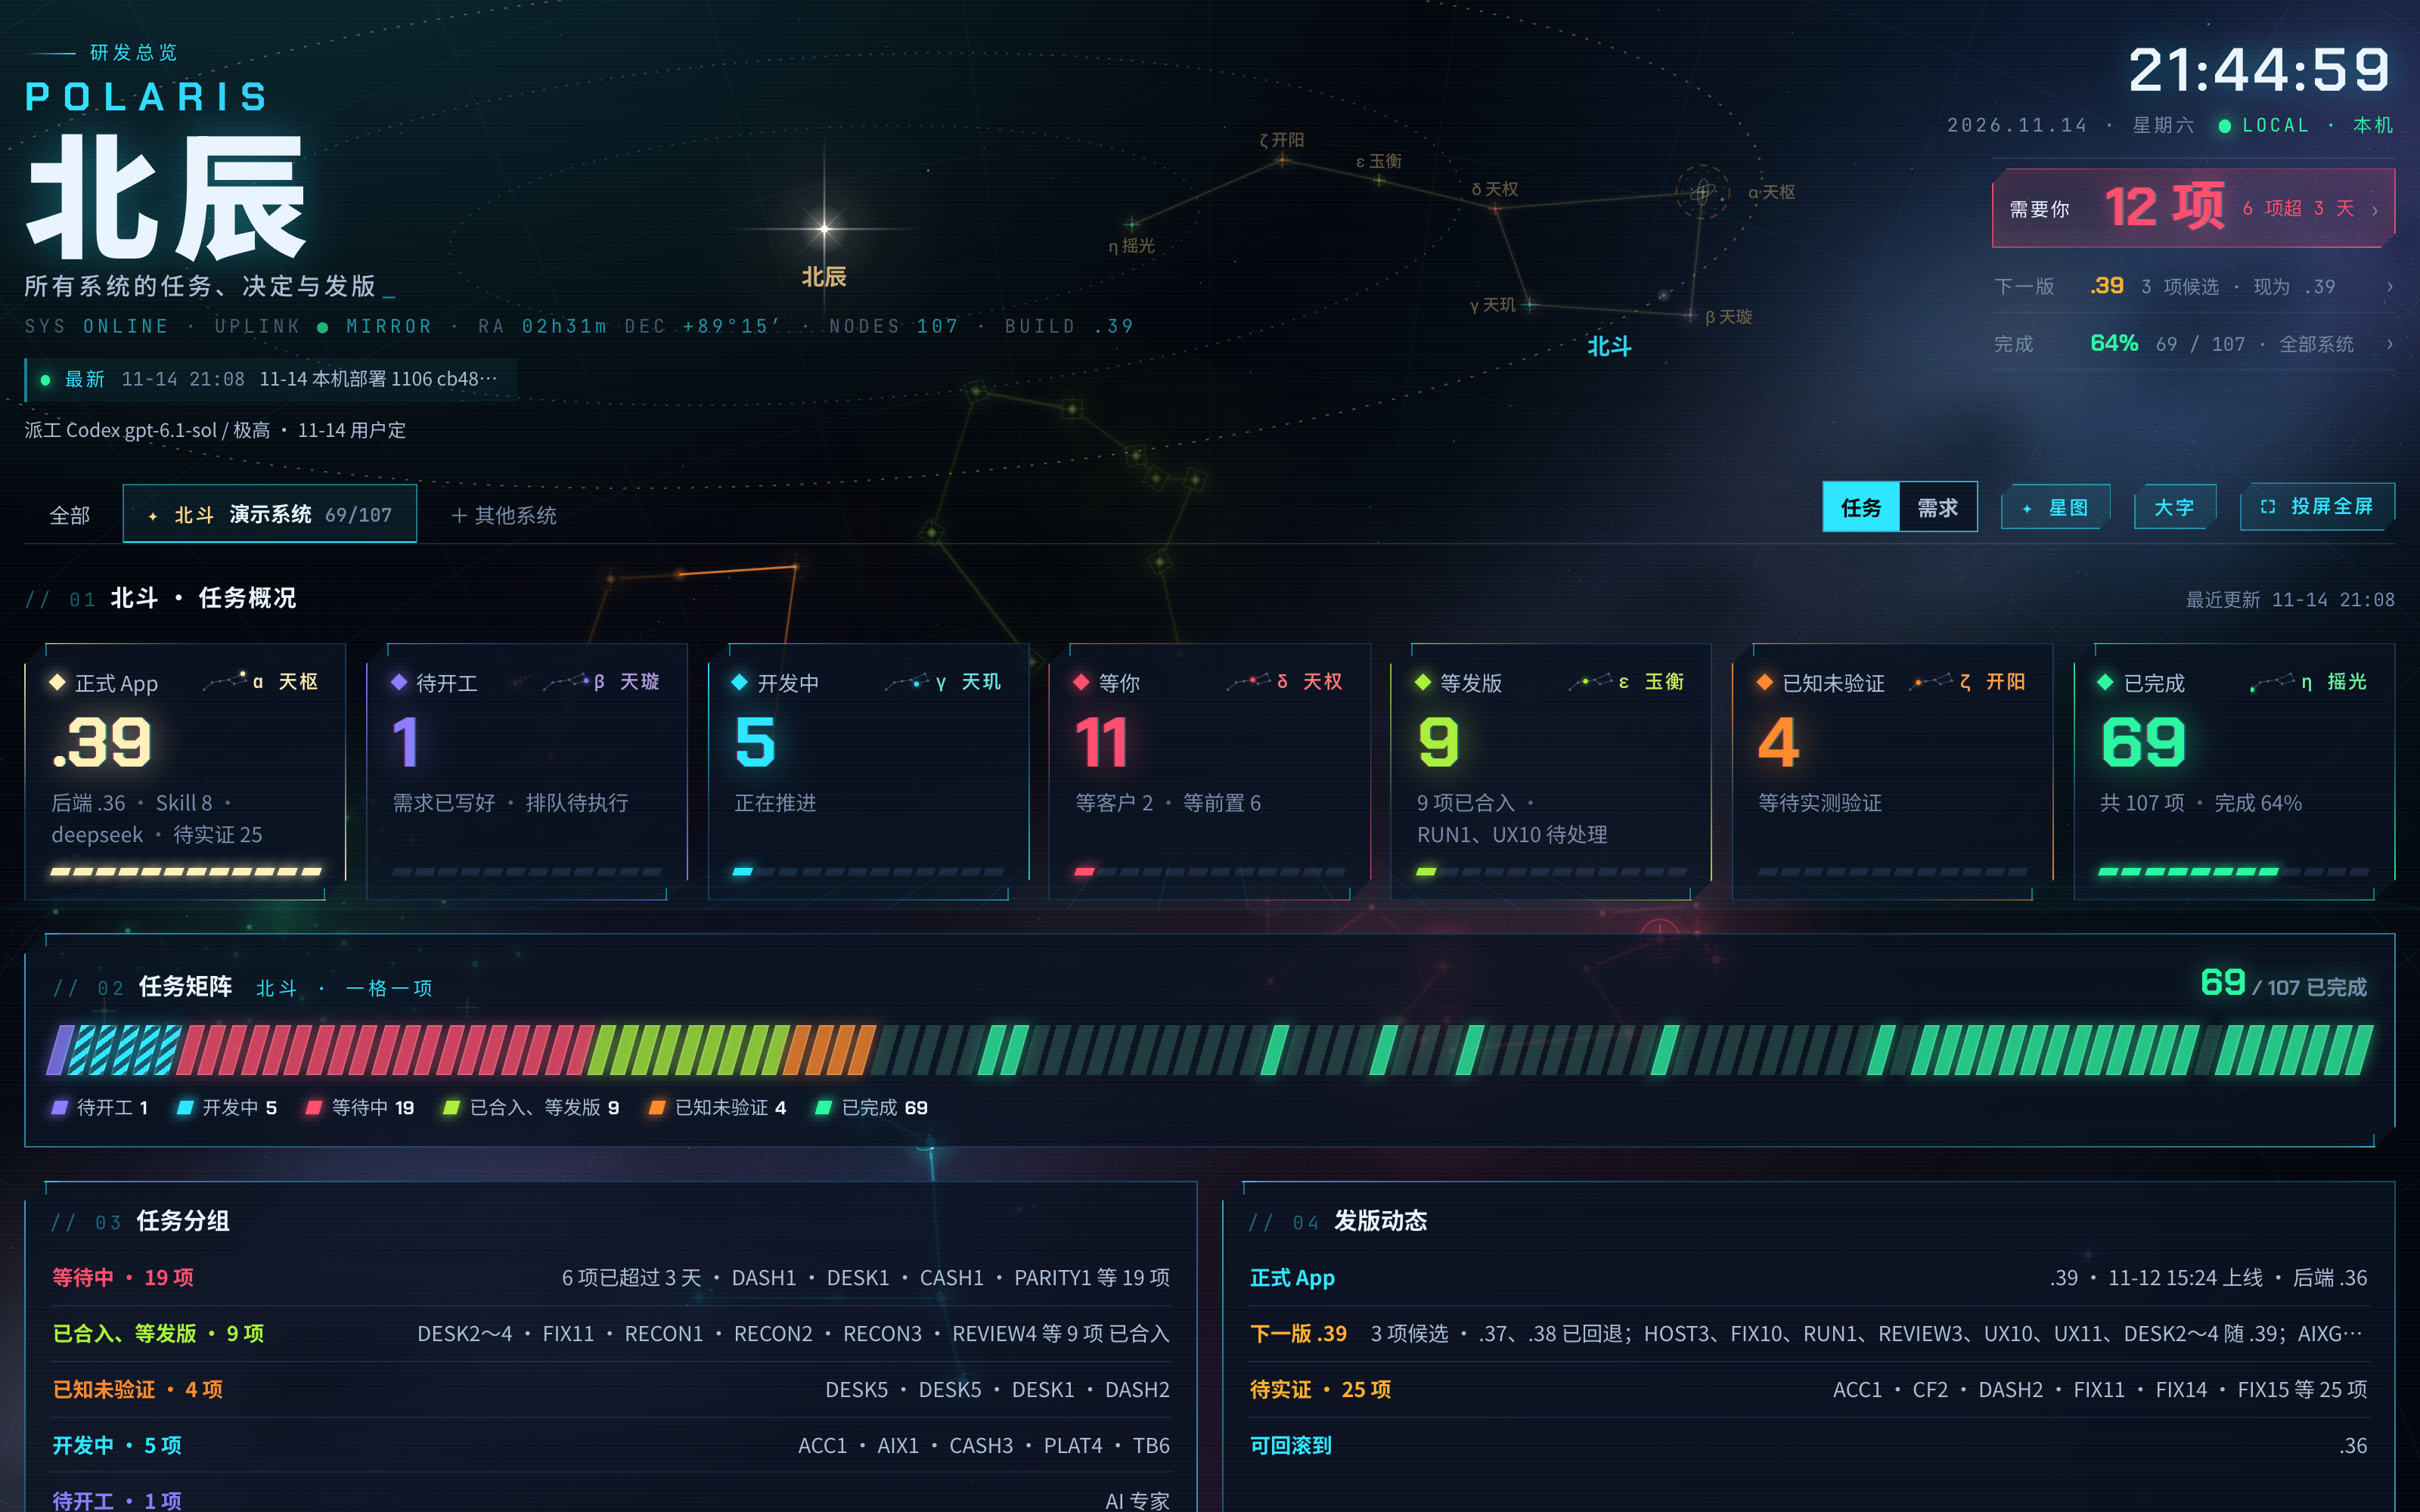 研发总览
POLARIS
北辰
所有系统的任务、决定与发版_
SYS ONLINE · UPLINK ● MIRROR · RA 02h31m DEC +89°15′ · NODES 107 · BUILD .39
最新 11-14 21:08 11-14 本机部署 1106 cb48…
派工 Codex gpt-6.1-sol / 极高 • 11-14 用户定
21:44:59
2026.11.14 · 星期六 ● LOCAL · 本机
需要你 12 项 6 项超 3 天 ›
下一版 .39 3 项候选 · 现为 .39 ›
完成 64% 69 / 107 · 全部系统 ›
北辰
η 摇光
ζ 开阳
ε 玉衡
δ 天权
α 天枢
γ 天玑
β 天璇
北斗
全部
✦ 北斗 演示系统 69/107
+ 其他系统
任务 需求
✦ 星图
大字
投屏全屏
// 01 北斗 • 任务概况
最近更新 11-14 21:08
正式 App α 天枢
.39
后端 .36 • Skill 8 •
deepseek • 待实证 25
待开工 β 天璇
1
需求已写好 • 排队待执行
开发中 γ 天玑
5
正在推进
等你 δ 天权
11
等客户 2 • 等前置 6
等发版 ε 玉衡
9
9 项已合入 •
RUN1、UX10 待处理
已知未验证 ζ 开阳
4
等待实测验证
已完成 η 摇光
69
共 107 项 • 完成 64%
// 02 任务矩阵 北斗 · 一格一项
69 / 107 已完成
待开工 1 开发中 5 等待中 19 已合入、等发版 9 已知未验证 4 已完成 69
// 03 任务分组
等待中 • 19 项 6 项已超过 3 天 • DASH1 • DESK1 • CASH1 • PARITY1 等 19 项
已合入、等发版 • 9 项 DESK2～4 • FIX11 • RECON1 • RECON2 • RECON3 • REVIEW4 等 9 项 已合入
已知未验证 • 4 项 DESK5 • DESK5 • DESK1 • DASH2
开发中 • 5 项 ACC1 • AIX1 • CASH3 • PLAT4 • TB6
待开工 • 1 项 AI 专家
// 04 发版动态
正式 App .39 • 11-12 15:24 上线 • 后端 .36
下一版 .39 3 项候选 • .37、.38 已回退；HOST3、FIX10、RUN1、REVIEW3、UX10、UX11、DESK2～4 随 .39；AIXG…
待实证 • 25 项 ACC1 • CF2 • DASH2 • FIX11 • FIX14 • FIX15 等 25 项
可回滚到 .36